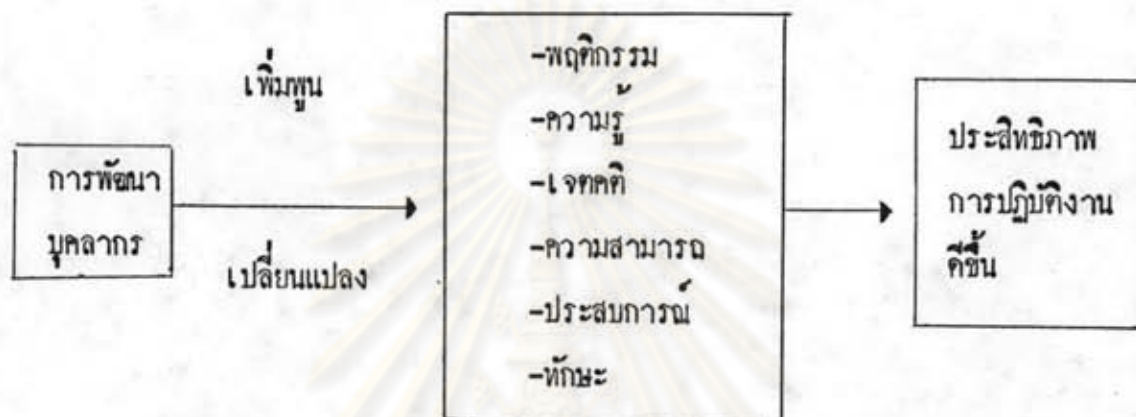 การพัฒนา
บุคลากร
เพิ่มพูน
เปลี่ยนแปลง
-พฤติกรรม
-ความรู้
-เจตคติ
-ความสามารถ
-ประสบการณ์
-ทักษะ
ประสิทธิภาพ
การปฏิบัติงาน
ดีขึ้น